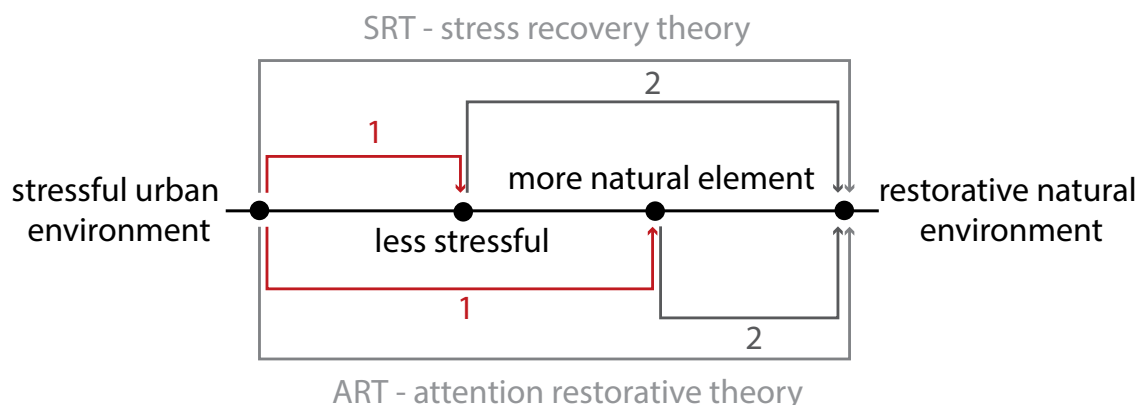 SRT - stress recovery theory
2
1
more natural element
stressful urban
environment
restorative natural
environment
less stressful
1
2
ART - attention restorative theory